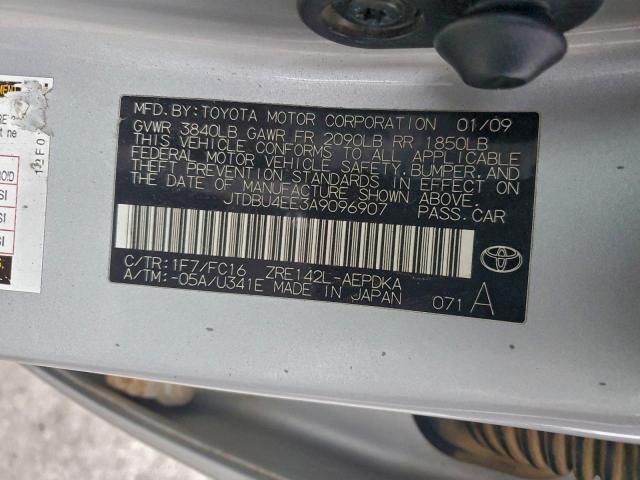 MFD. BY: TOYOTA MOTOR CORPORATION 01/09
GVWR 3840LB GAWR FR 2090LB RR 1850LB
THIS VEHICLE CONFORMS TO ALL APPLICABLE
FEDERAL MOTOR VEHICLE SAFETY, BUMPER, AND
THEFT PREVENTION STANDARDS IN EFFECT ON
THE DATE OF MANUFACTURE SHOWN ABOVE.
JTDBU4EE3A9096907 PASS. CAR
C/TR: 1F7/FC16 ZRE142L-AEPDKA
A/TM: -05A/U341E MADE IN JAPAN 071 A